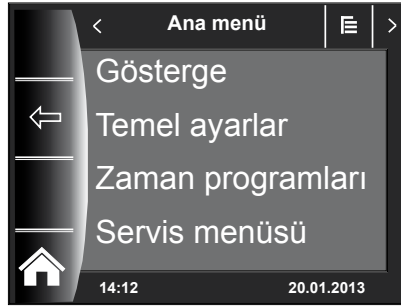 Ana menü
Gösterge
Temel ayarlar
Zaman programları
Servis menüsü
14:12 20.01.2013